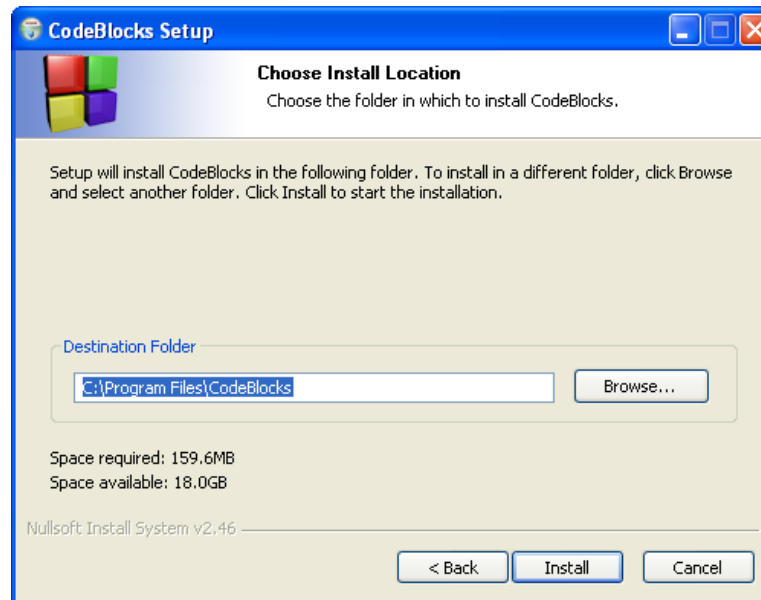 CodeBlocks Setup
Choose Install Location
Choose the folder in which to install CodeBlocks.
Setup will install CodeBlocks in the following folder. To install in a different folder, click Browse
and select another folder. Click Install to start the installation.
Destination Folder
C:\Program Files\CodeBlocks
Browse...
Space required: 159.6MB
Space available: 18.0GB
Nullsoft Install System v2.46
< Back
Install
Cancel